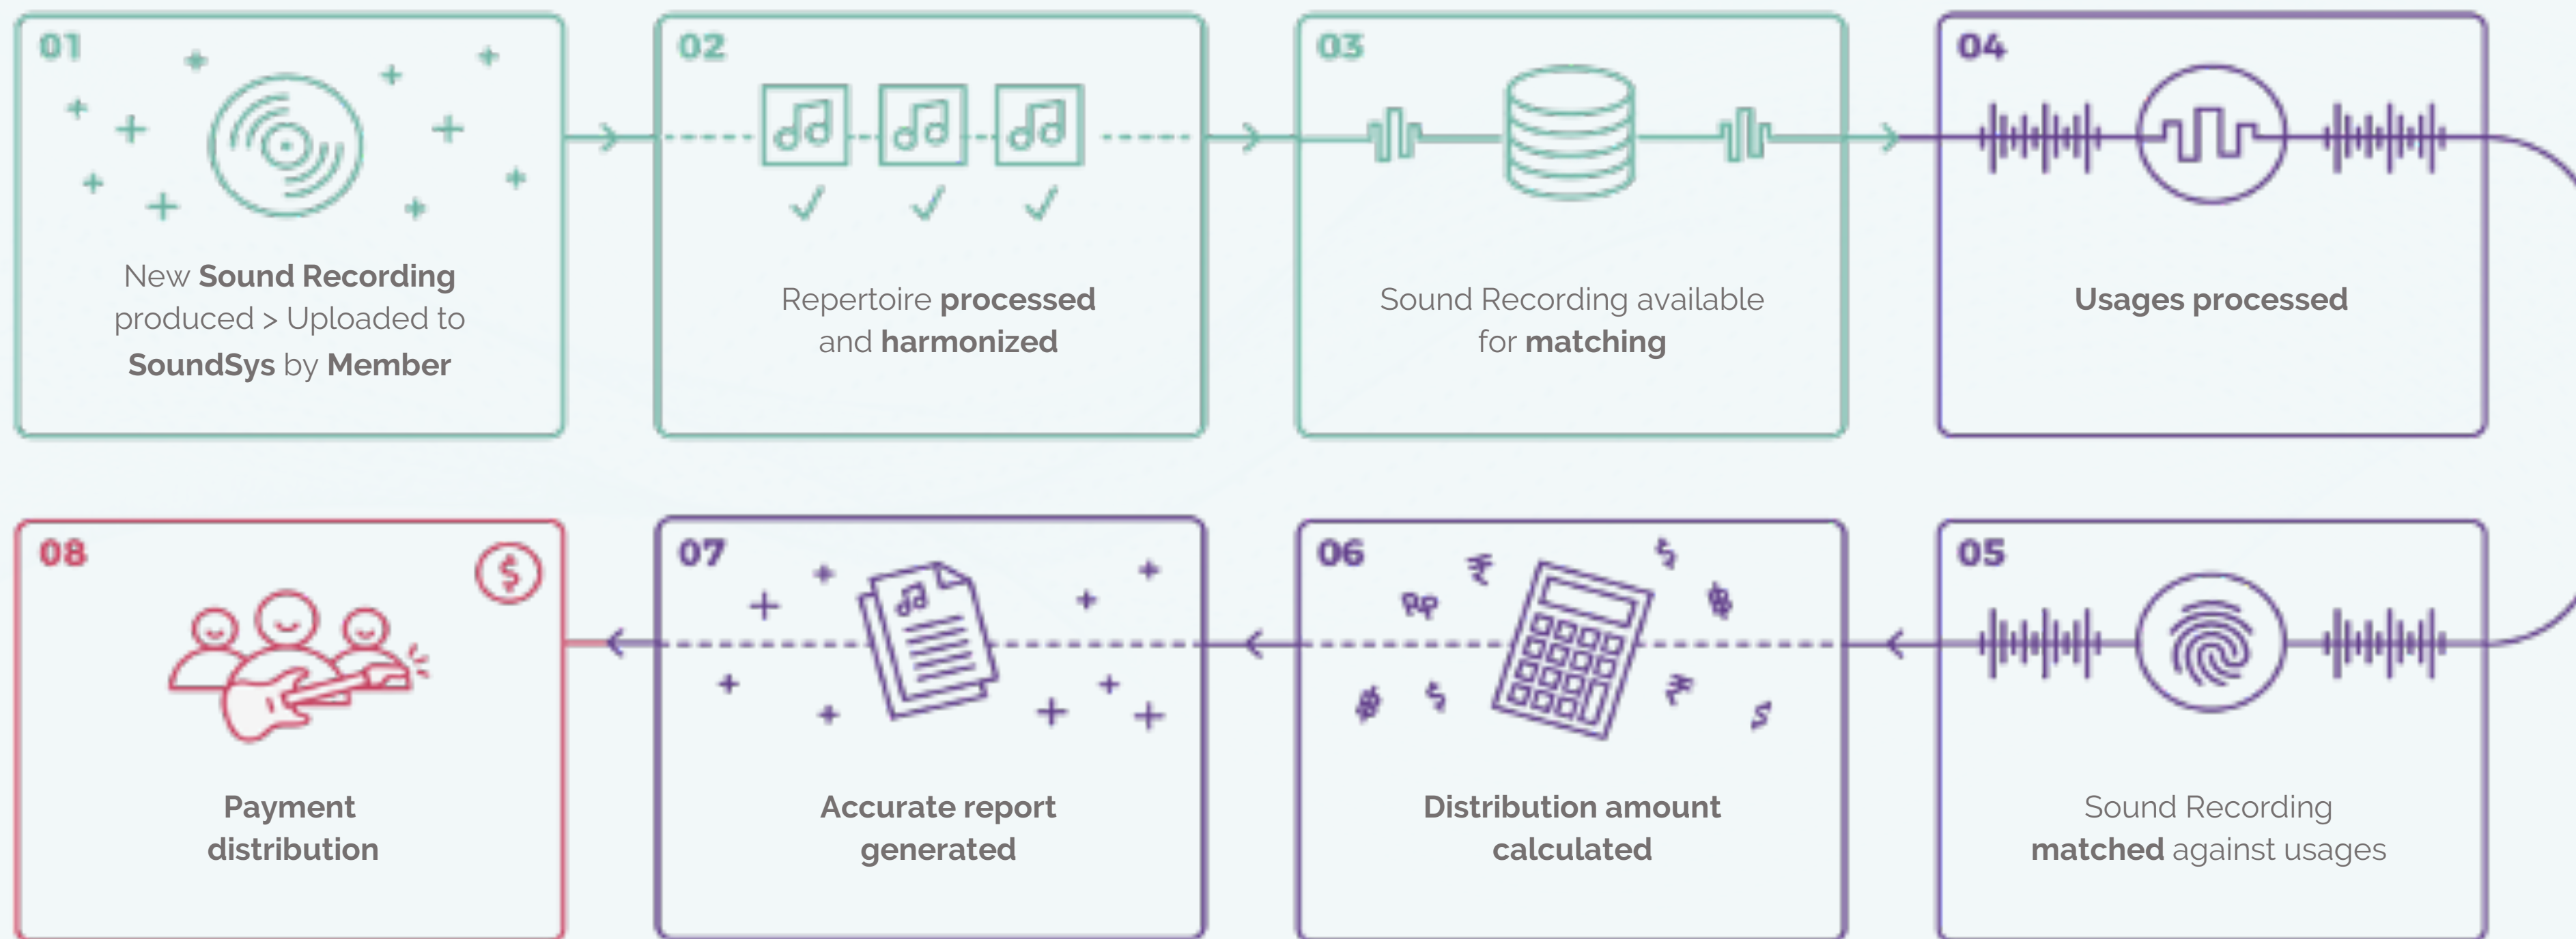 01
New Sound Recording
produced > Uploaded to
SoundSys by Member
02
Repertoire processed
and harmonized
03
Sound Recording available
for matching
04
Usages processed
05
Sound Recording
matched against usages
06
Distribution amount
calculated
07
Accurate report
generated
08
Payment
distribution